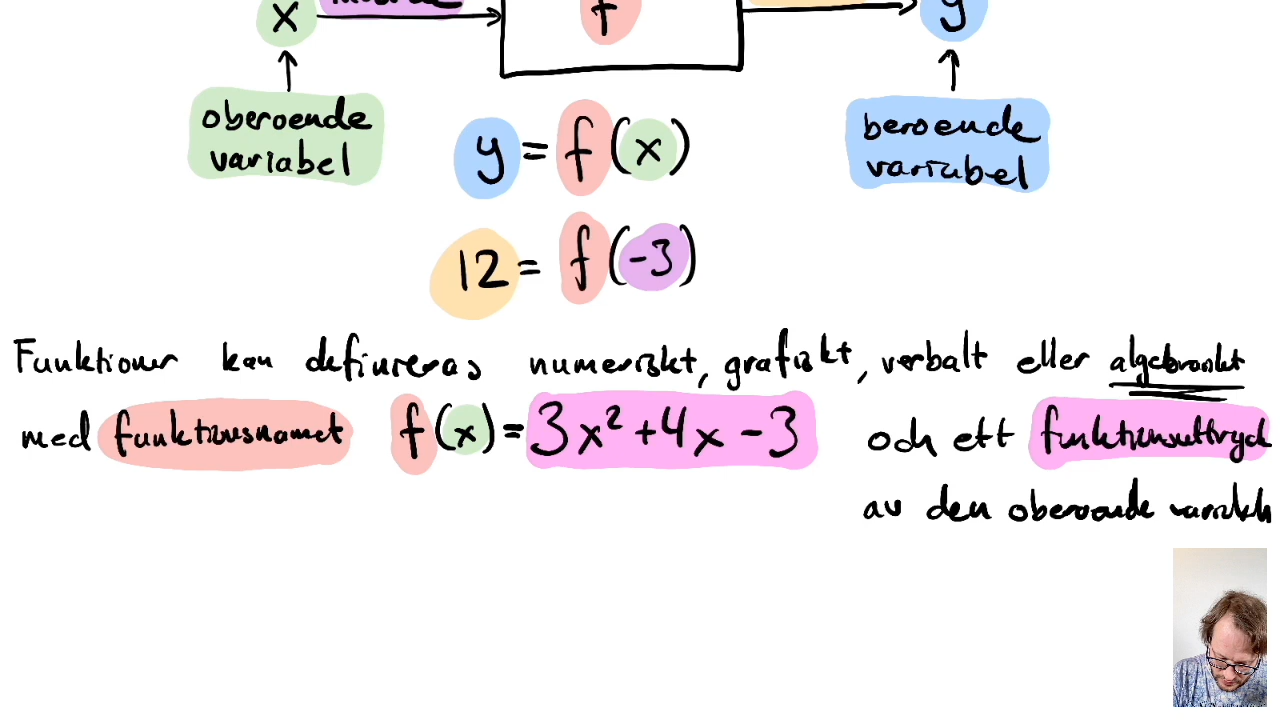 x f y
oberoende
variabel
beroende
variabel
y = f(x)
12 = f(-3)
Funktioner kan definieras numeriskt, grafiskt, verbalt eller algebraiskt
med funktionsnamnet f(x) = 3x² + 4x - 3 och ett funktionsuttryck
av den oberoende variabeln